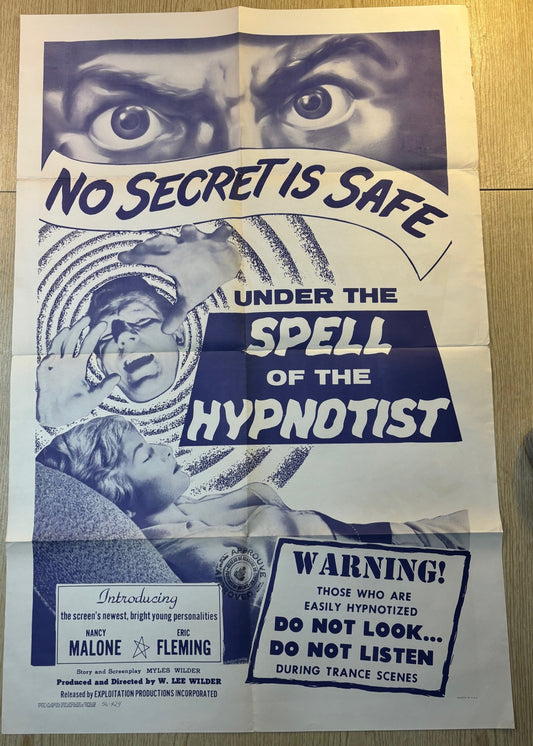 NO SECRET IS SAFE
UNDER THE
SPELL
OF THE
HYPNOTIST
APPROUVÉ
Introducing
the screen's newest, bright young personalities
NANCY
MALONE
ERIC
FLEMING
Story and Screenplay MYLES WILDER
Produced and Directed by W. LEE WILDER
Released by EXPLOITATION PRODUCTIONS INCORPORATED
WARNING!
THOSE WHO ARE
EASILY HYPNOTIZED
DO NOT LOOK...
DO NOT LISTEN
DURING TRANCE SCENES